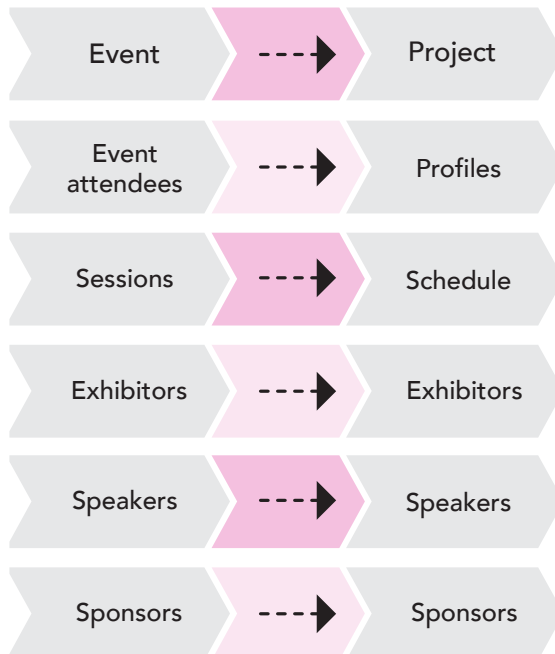 Event
Project
Event
attendees
Profiles
Sessions
Schedule
Exhibitors
Exhibitors
Speakers
Speakers
Sponsors
Sponsors